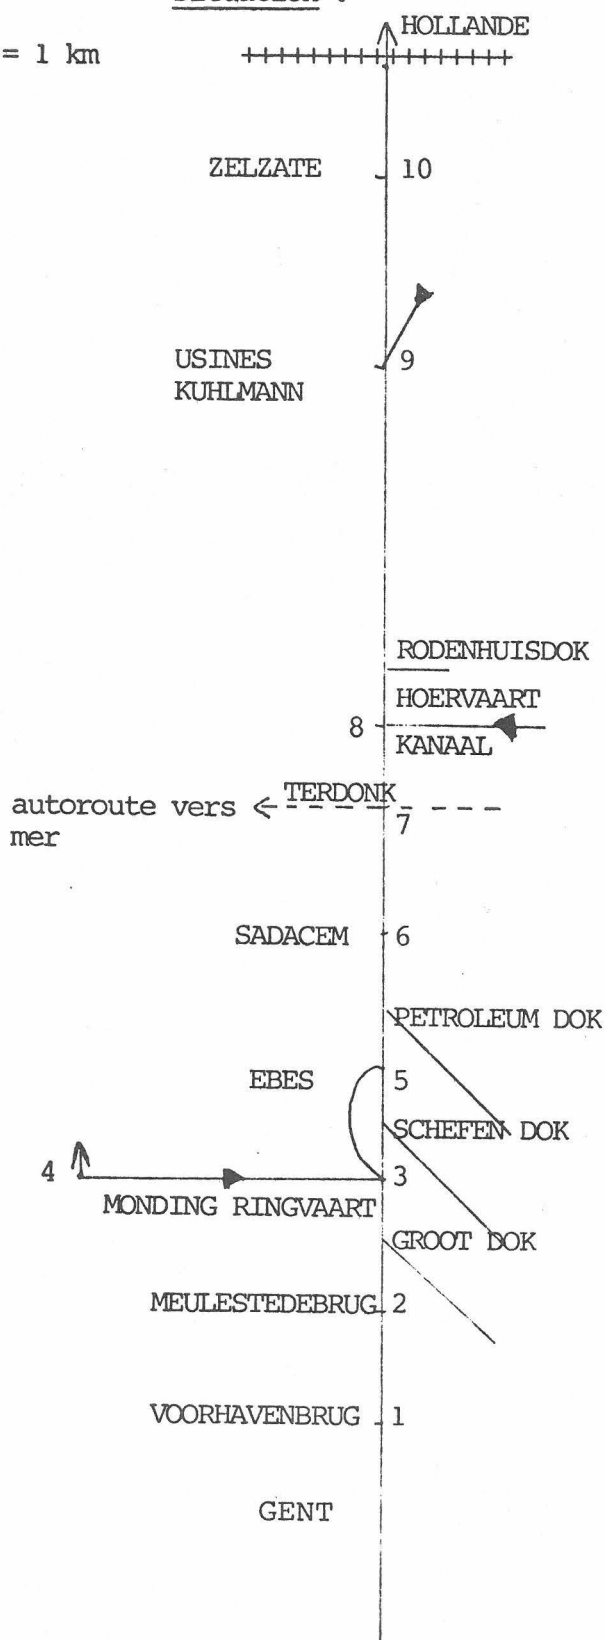 HOLLANDE
= 1 km
ZELZATE 10
USINES 9
KUHLMANN
RODENHUISDOK
HOERVAART
8
KANAAL
TERDONK
autoroute vers
7
mer
SADACEM 6
PETROLEUM DOK
EBES 5
SCHEFEN DOK
4 3
MONDING RINGVAART
GROOT DOK
MEULESTEDEBRUG 2
VOORHAVENBRUG 1
GENT